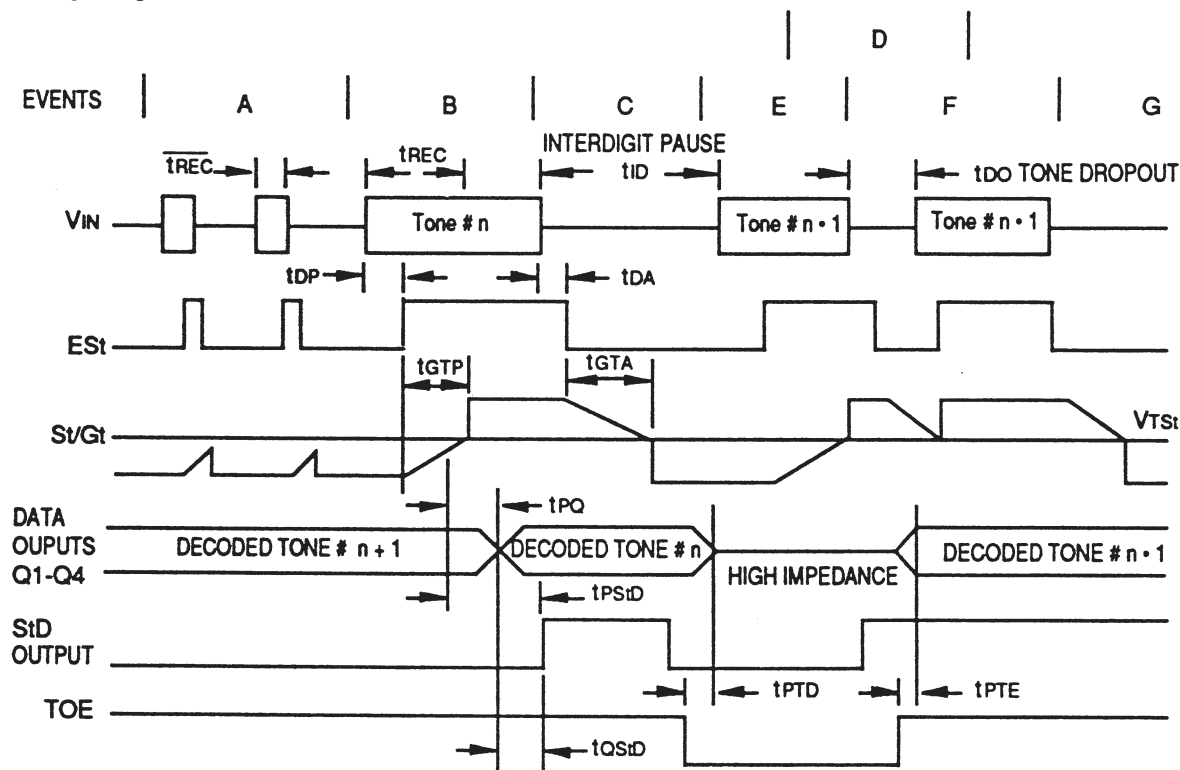 D
EVENTS A B C E F G
INTERDIGIT PAUSE
tREC tREC tID tDO TONE DROPOUT
VIN Tone # n Tone # n • 1 Tone # n • 1
tDP tDA
ESt
tGTP tGTA
St/Gt VTSt
tPQ
DATA
OUPUTS DECODED TONE # n + 1 DECODED TONE # n DECODED TONE # n • 1
Q1-Q4 HIGH IMPEDANCE
tPStD
StD
OUTPUT
tPTD tPTE
TOE
tQStD